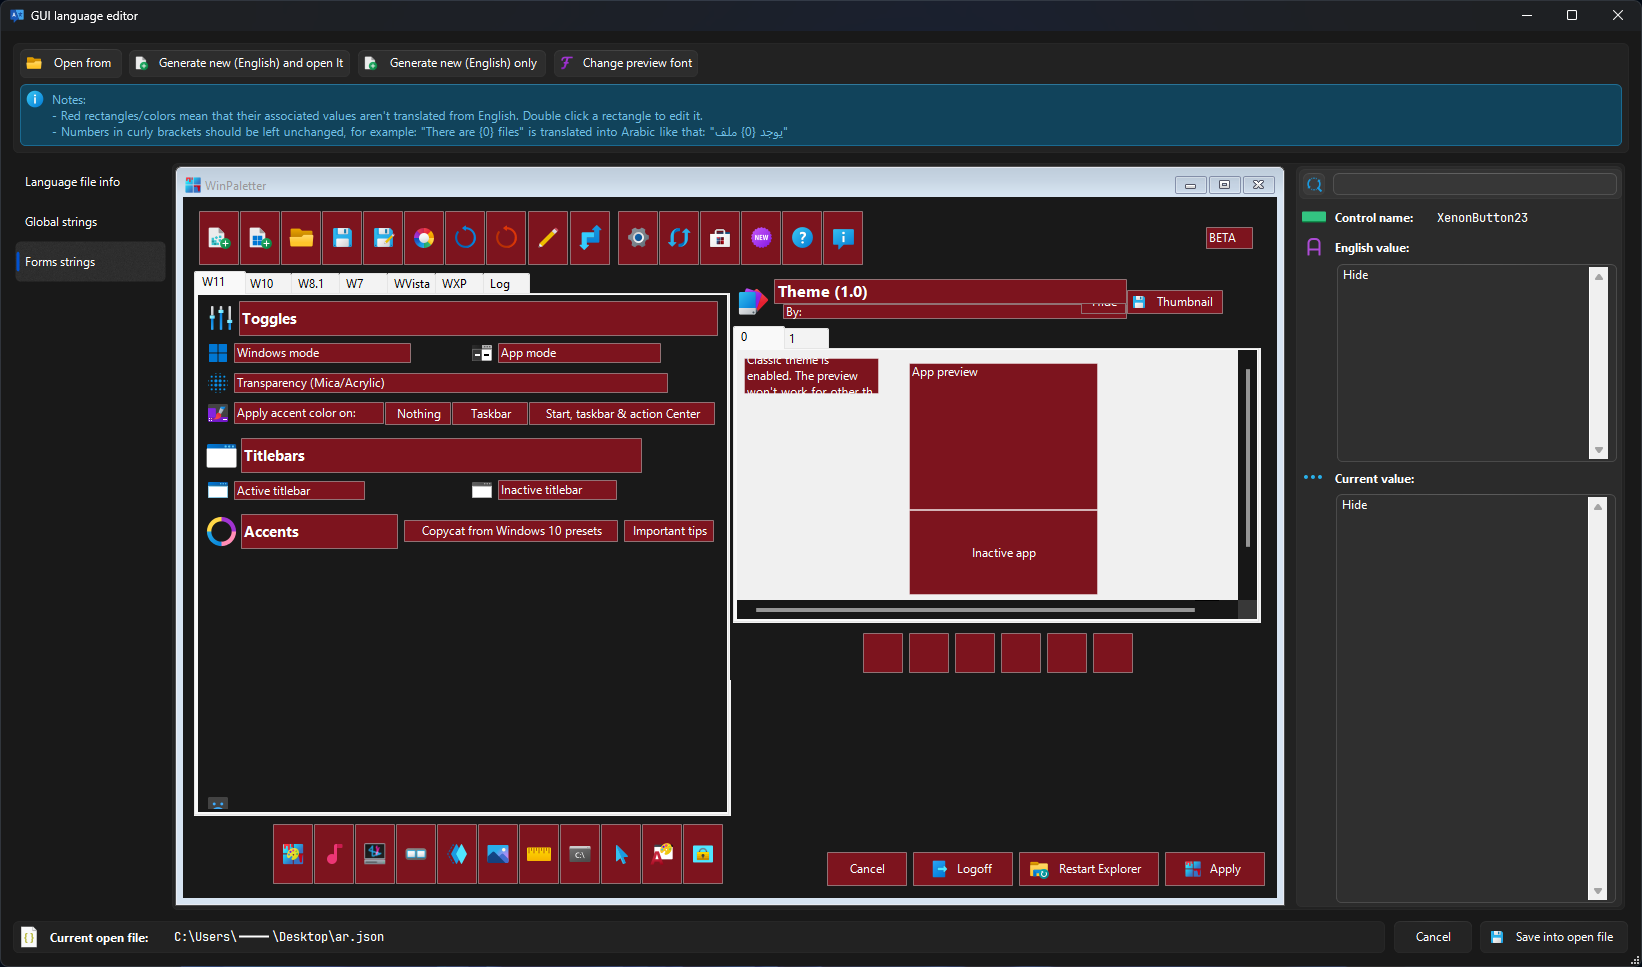 GUI language editor
Open from
Generate new (English) and open It
Generate new (English) only
Change preview font
Notes:
- Red rectangles/colors mean that their associated values aren't translated from English. Double click a rectangle to edit it.
- Numbers in curly brackets should be left unchanged, for example: "There are {0} files" is translated into Arabic like that: "يوجد {0} ملف"
Language file info
Global strings
Forms strings
WinPaletter
NEW
BETA
W11 W10 W8.1 W7 WVista WXP Log
Toggles
Windows mode
App mode
Transparency (Mica/Acrylic)
Apply accent color on:
Nothing
Taskbar
Start, taskbar & action Center
Titlebars
Active titlebar
Inactive titlebar
Accents
Copycat from Windows 10 presets
Important tips
Theme (1.0)
By:
Hide
Thumbnail
0 1
Classic theme is
enabled. The preview
won't work for other th
App preview
Inactive app
C:\
Cancel
Logoff
Restart Explorer
Apply
Control name: XenonButton23
English value:
Hide
Current value:
Hide
Current open file: C:\Users\ \Desktop\ar.json
Cancel
Save into open file